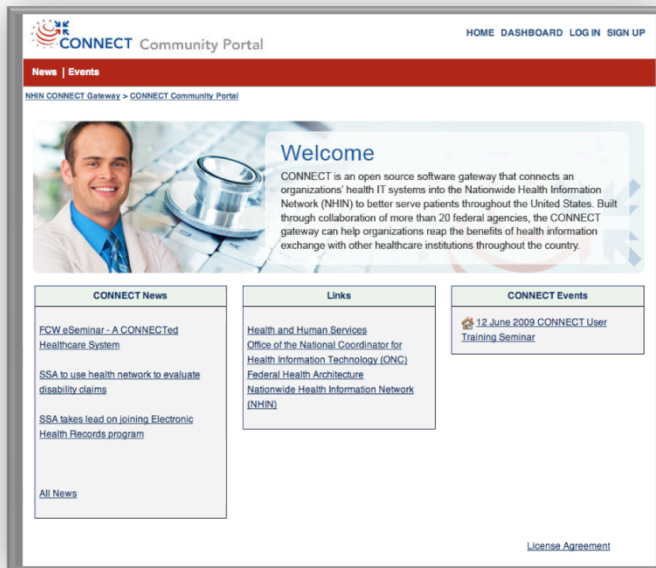 CONNECT Community Portal
HOME DASHBOARD LOG IN SIGN UP
News | Events
NHIN CONNECT Gateway > CONNECT Community Portal
Welcome
CONNECT is an open source software gateway that connects an
organizations' health IT systems into the Nationwide Health Information
Network (NHIN) to better serve patients throughout the United States. Built
through collaboration of more than 20 federal agencies, the CONNECT
gateway can help organizations reap the benefits of health information
exchange with other healthcare institutions throughout the country.
CONNECT News
FCW eSeminar - A CONNECTed
Healthcare System
SSA to use health network to evaluate
disability claims
SSA takes lead on joining Electronic
Health Records program
All News
Links
Health and Human Services
Office of the National Coordinator for
Health Information Technology (ONC)
Federal Health Architecture
Nationwide Health Information Network
(NHIN)
CONNECT Events
12 June 2009 CONNECT User
Training Seminar
License Agreement